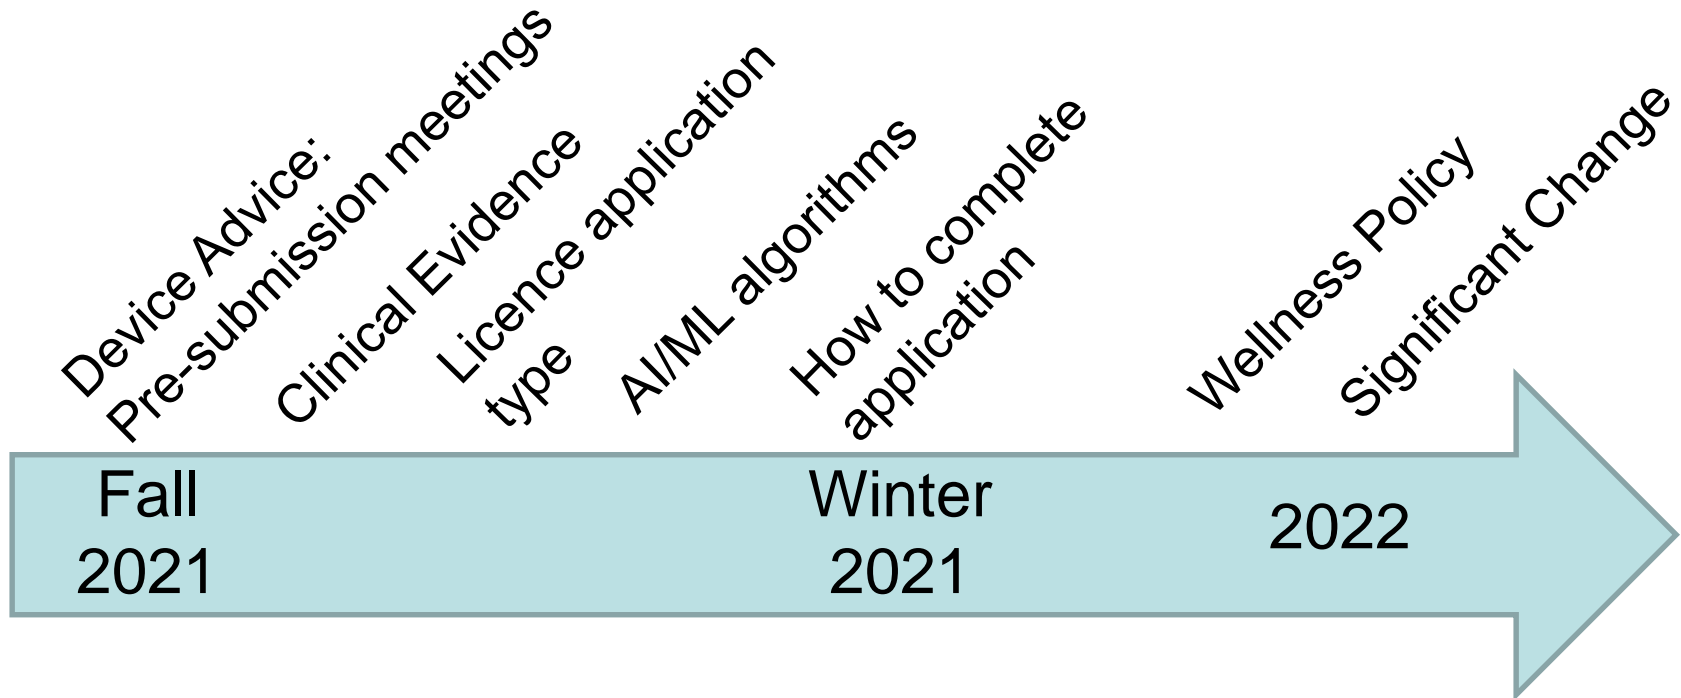 Device Advice:
Pre-submission meetings
Clinical Evidence
Licence application
type
AI/ML algorithms
How to complete
application
Wellness Policy
Significant Change
Fall
2021
Winter
2021
2022